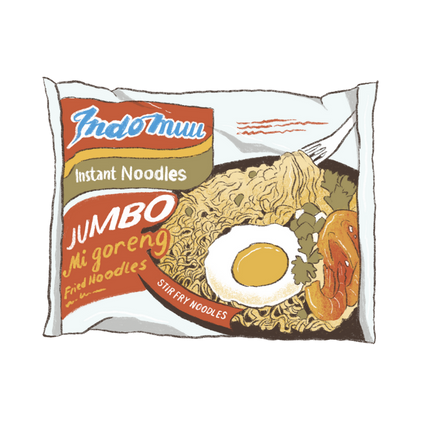 Indomuu
Instant Noodles
JUMBO
Mi goreng
Fried Noodles
STIR FRY NOODLES